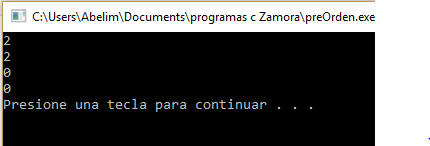 C:\Users\Abelim\Documents\programas c Zamora\preOrden.exe
2
2
0
0
Presione una tecla para continuar . . .